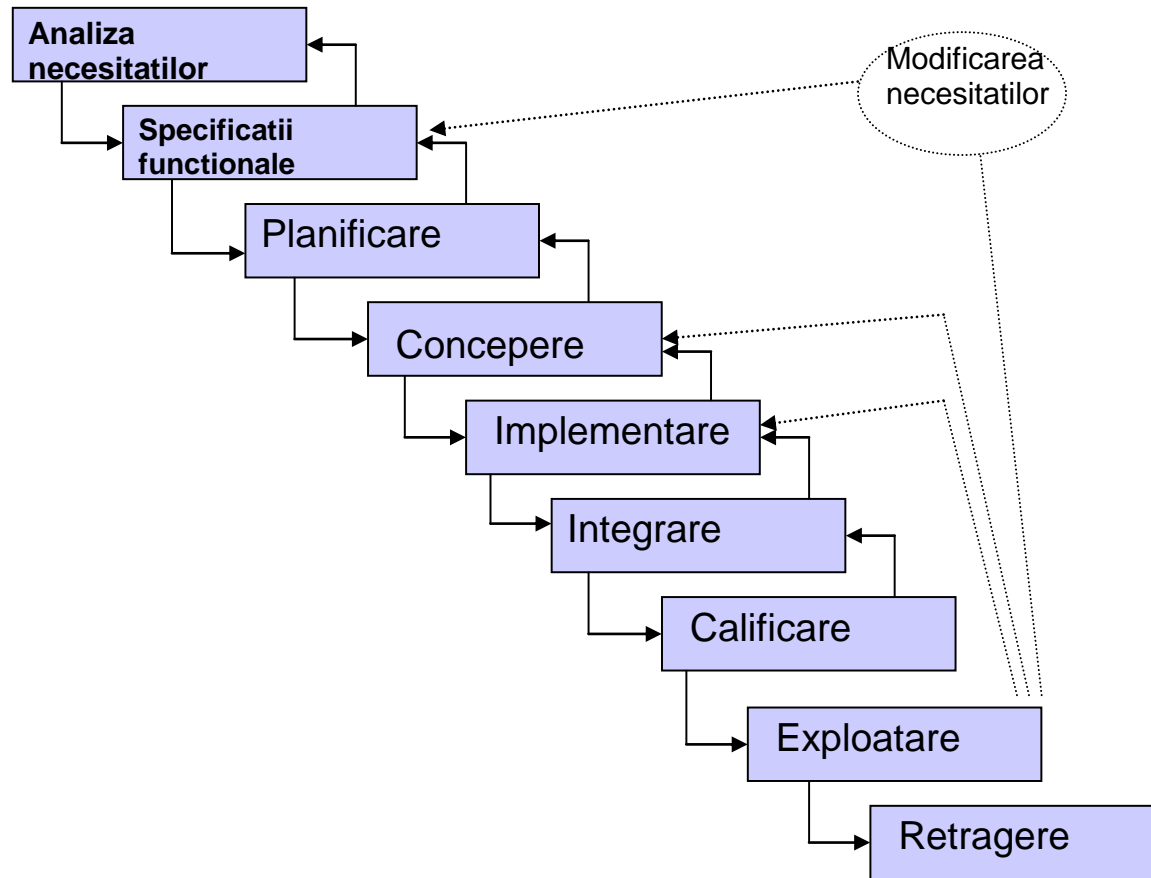 Analiza
necesitatilor
Modificarea
necesitatilor
Specificatii
functionale
Planificare
Concepere
Implementare
Integrare
Calificare
Exploatare
Retragere